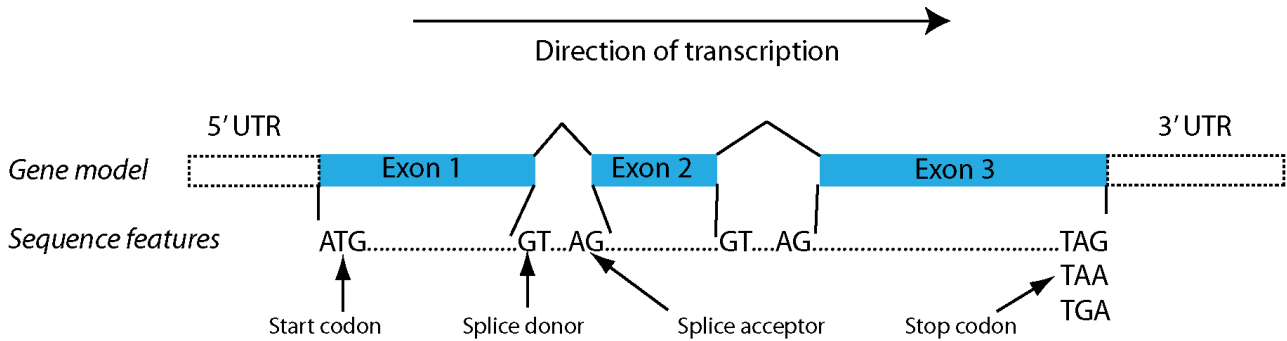 Direction of transcription
5' UTR 3' UTR
Gene model Exon 1 Exon 2 Exon 3
Sequence features ATG............................GT...AG......................GT...AG...........................................TAG
TAA
TGA
Start codon Splice donor Splice acceptor Stop codon